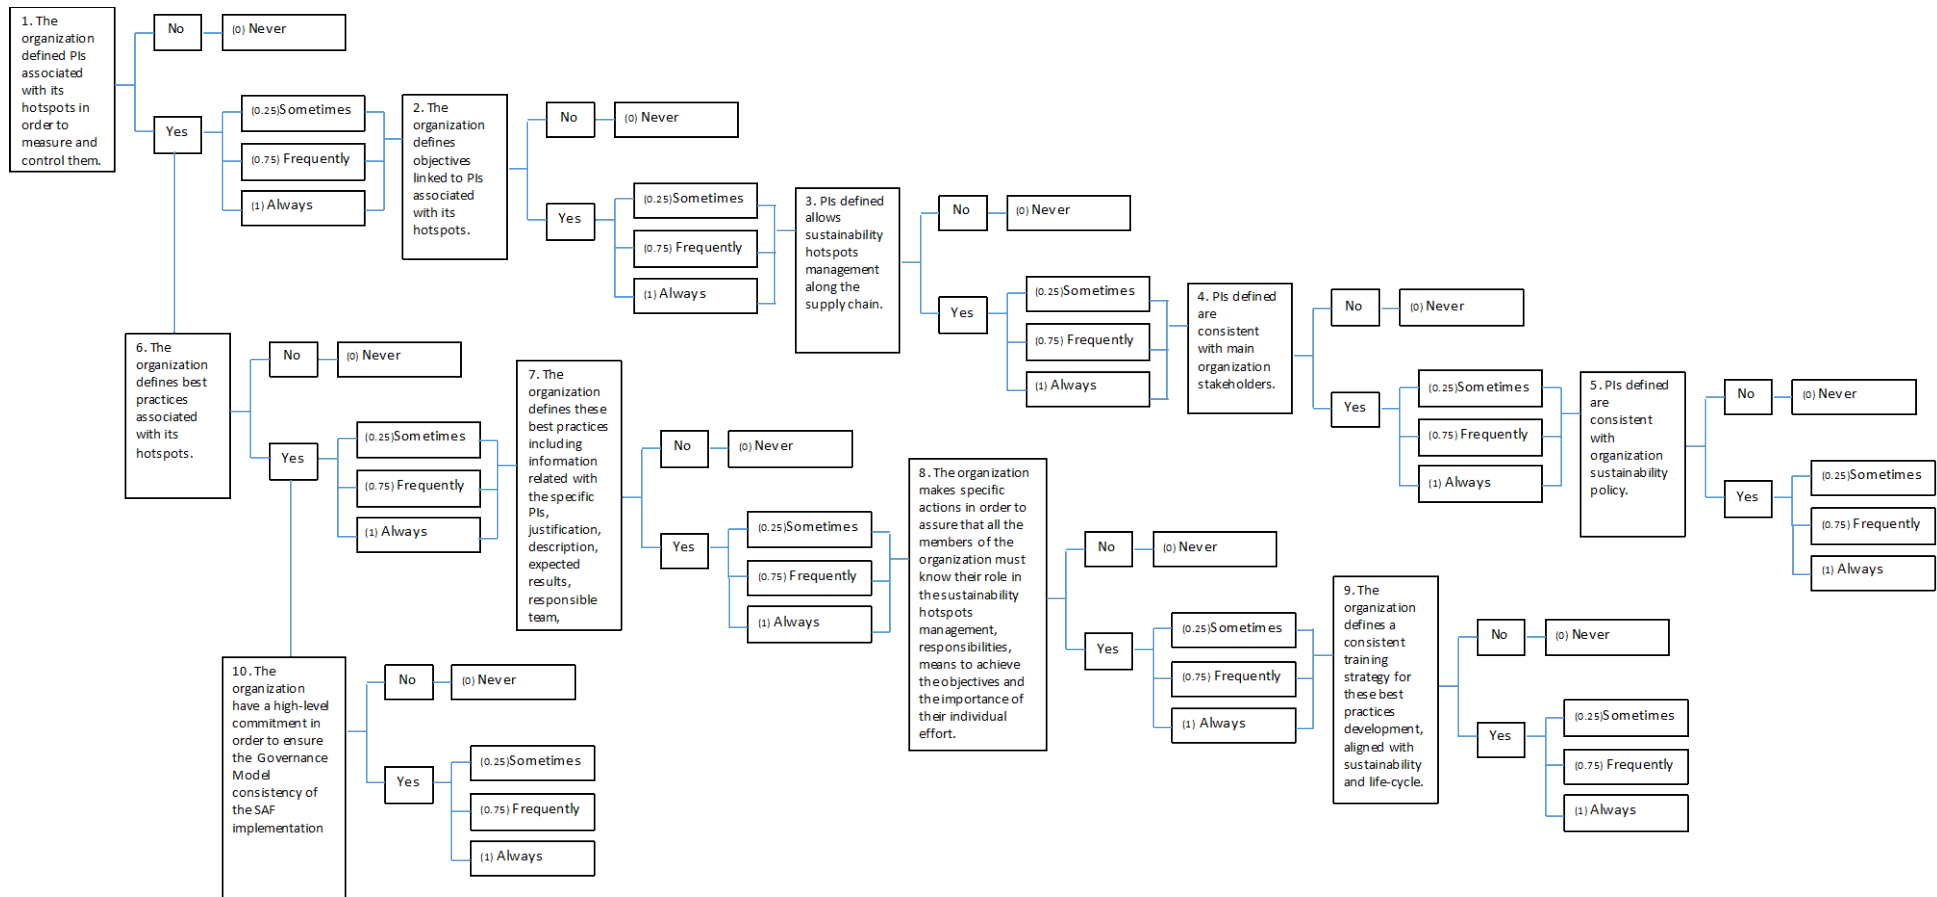 1. The
organization
defined PIs
associated
with its
hotspots in
order to
measure and
control them.
No
(0) Never
Yes
(0.25)Sometimes
(0.75) Frequently
(1) Always
2. The
organization
defines
objectives
linked to PIs
associated
with its
hotspots.
No
(0) Never
Yes
(0.25)Sometimes
(0.75) Frequently
(1) Always
3. PIs defined
allows
sustainability
hotspots
management
along the
supply chain.
No
(0) Never
Yes
(0.25)Sometimes
(0.75) Frequently
(1) Always
4. PIs defined
are
consistent
with main
organization
stakeholders.
No
(0) Never
Yes
(0.25)Sometimes
(0.75) Frequently
(1) Always
5. PIs defined
are
consistent
with
organization
sustainability
policy.
No
(0) Never
Yes
(0.25)Sometimes
(0.75) Frequently
(1) Always
6. The
organization
defines best
practices
associated
with its
hotspots.
No
(0) Never
Yes
(0.25)Sometimes
(0.75) Frequently
(1) Always
7. The
organization
defines these
best practices
including
information
related with
the specific
PIs,
justification,
description,
expected
results,
responsible
team,
No
(0) Never
Yes
(0.25)Sometimes
(0.75) Frequently
(1) Always
8. The organization
makes specific
actions in order to
assure that all the
members of the
organization must
know their role in
the sustainability
hotspots
management,
responsibilities,
means to achieve
the objectives and
the importance of
their individual
effort.
No
(0) Never
Yes
(0.25)Sometimes
(0.75) Frequently
(1) Always
9. The
organization
defines a
consistent
training
strategy for
these best
practices
development,
aligned with
sustainability
and life-cycle.
No
(0) Never
Yes
(0.25)Sometimes
(0.75) Frequently
(1) Always
10. The
organization
have a high-level
commitment in
order to ensure
the Governance
Model
consistency of
the SAF
implementation
No
(0) Never
Yes
(0.25)Sometimes
(0.75) Frequently
(1) Always